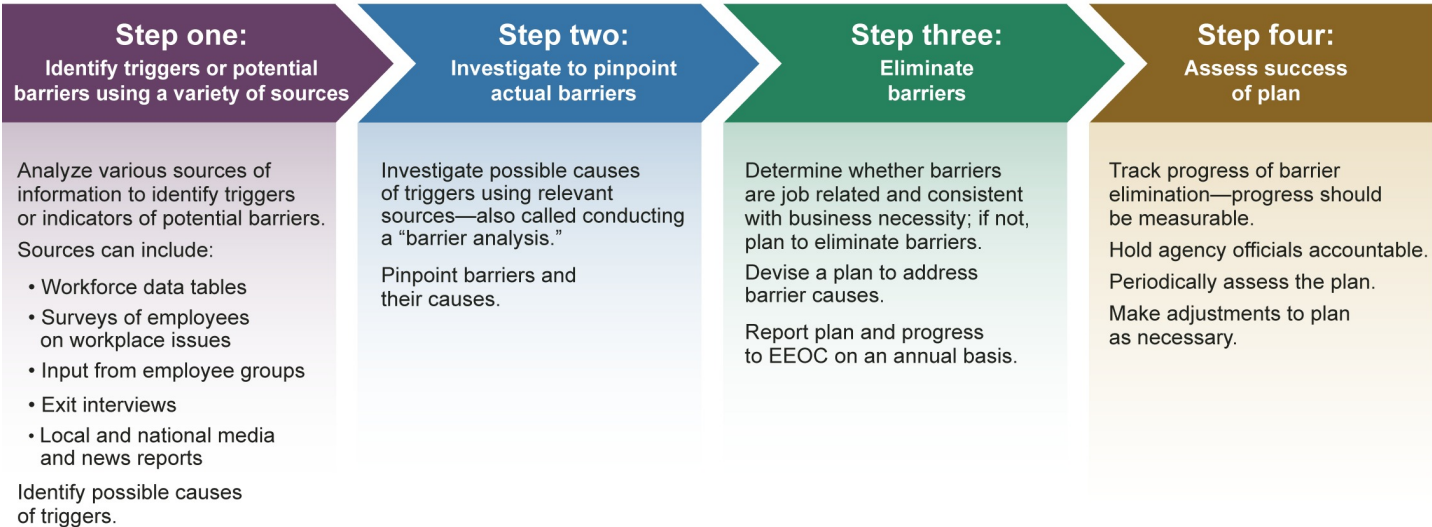 Step one:
Identify triggers or potential
barriers using a variety of sources
Analyze various sources of
information to identify triggers
or indicators of potential barriers.
Sources can include:
• Workforce data tables
• Surveys of employees
on workplace issues
• Input from employee groups
• Exit interviews
• Local and national media
and news reports
Identify possible causes
of triggers.
Step two:
Investigate to pinpoint
actual barriers
Investigate possible causes
of triggers using relevant
sources—also called conducting
a “barrier analysis.”
Pinpoint barriers and
their causes.
Step three:
Eliminate
barriers
Determine whether barriers
are job related and consistent
with business necessity; if not,
plan to eliminate barriers.
Devise a plan to address
barrier causes.
Report plan and progress
to EEOC on an annual basis.
Step four:
Assess success
of plan
Track progress of barrier
elimination—progress should
be measurable.
Hold agency officials accountable.
Periodically assess the plan.
Make adjustments to plan
as necessary.